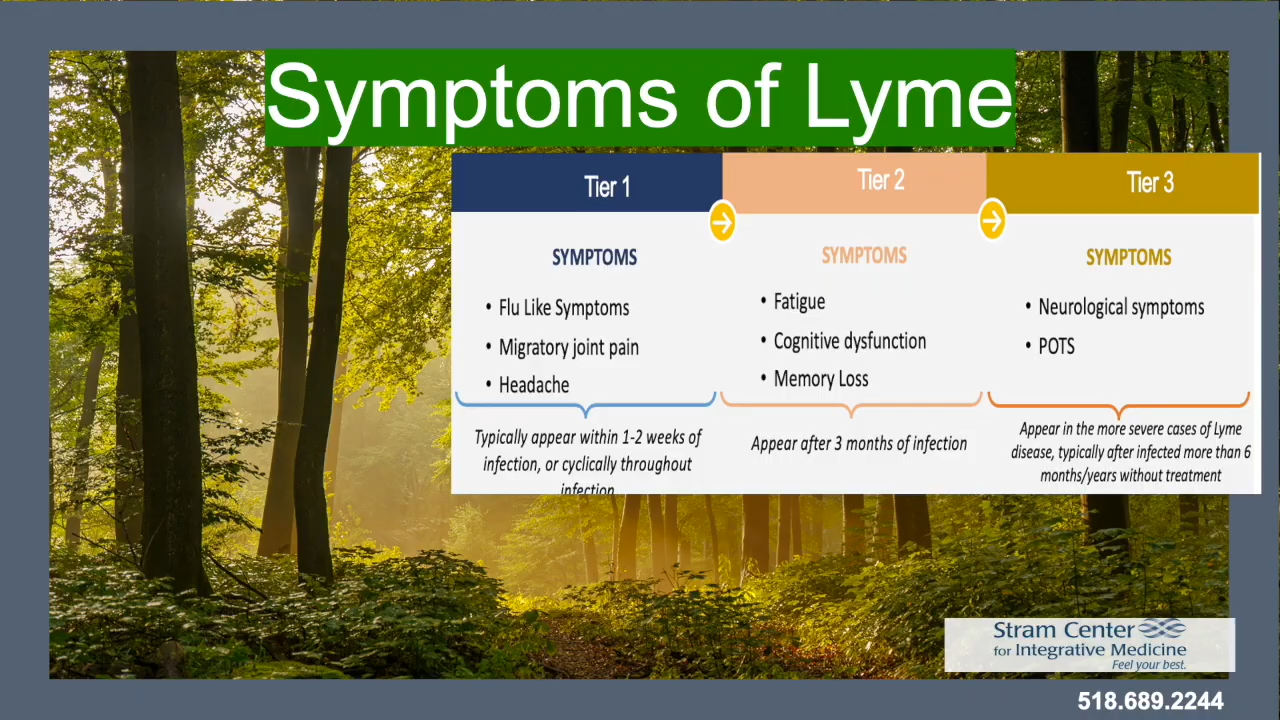 Symptoms of Lyme
Tier 1
SYMPTOMS
• Flu Like Symptoms
• Migratory joint pain
• Headache
Typically appear within 1-2 weeks of
infection, or cyclically throughout
infection
Tier 2
SYMPTOMS
• Fatigue
• Cognitive dysfunction
• Memory Loss
Appear after 3 months of infection
Tier 3
SYMPTOMS
• Neurological symptoms
• POTS
Appear in the more severe cases of Lyme
disease, typically after infected more than 6
months/years without treatment
Stram Center
for Integrative Medicine
Feel your best.
518.689.2244